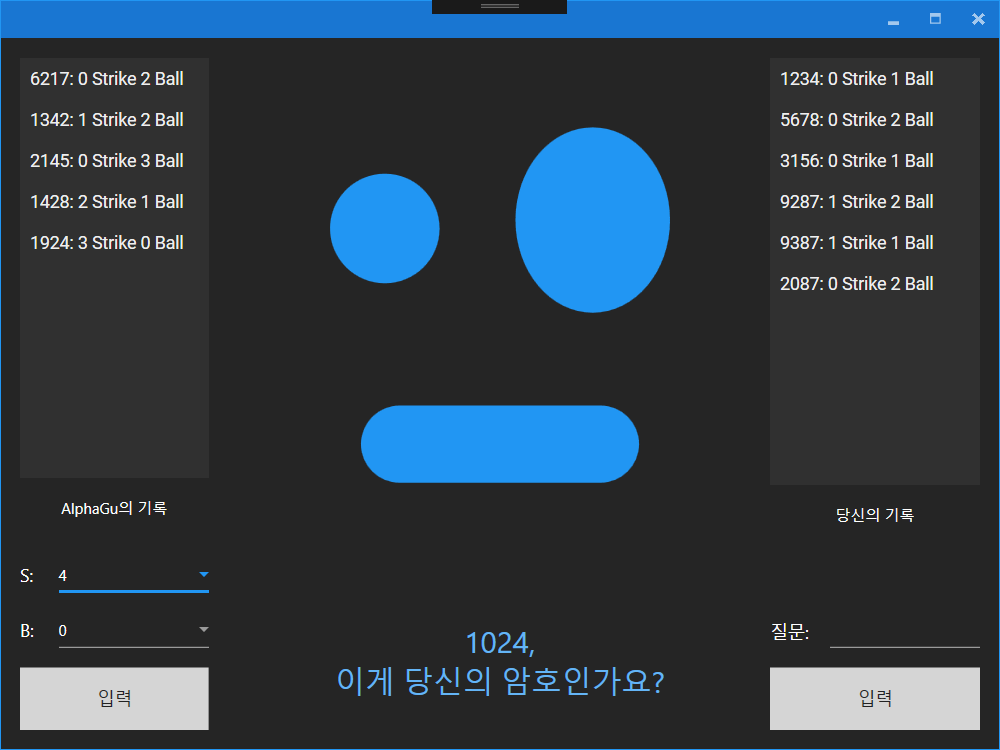 6217: 0 Strike 2 Ball
1342: 1 Strike 2 Ball
2145: 0 Strike 3 Ball
1428: 2 Strike 1 Ball
1924: 3 Strike 0 Ball
AlphaGu의 기록
S: 4
B: 0
입력
1024,
이게 당신의 암호인가요?
1234: 0 Strike 1 Ball
5678: 0 Strike 2 Ball
3156: 0 Strike 1 Ball
9287: 1 Strike 2 Ball
9387: 1 Strike 1 Ball
2087: 0 Strike 2 Ball
당신의 기록
질문:
입력